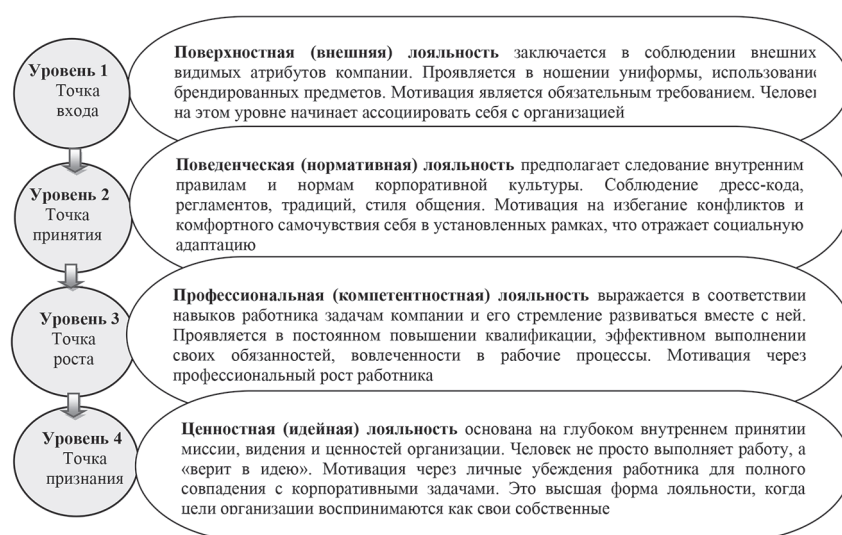 Уровень 1
Точка
входа
Поверхностная (внешняя) лояльность заключается в соблюдении внешних
видимых атрибутов компании. Проявляется в ношении униформы, использовании
брендированных предметов. Мотивация является обязательным требованием. Человек
на этом уровне начинает ассоциировать себя с организацией
Уровень 2
Точка
принятия
Поведенческая (нормативная) лояльность предполагает следование внутренним
правилам и нормам корпоративной культуры. Соблюдение дресс-кода,
регламентов, традиций, стиля общения. Мотивация на избегание конфликтов и
комфортного самочувствия себя в установленных рамках, что отражает социальную
адаптацию
Уровень 3
Точка
роста
Профессиональная (компетентностная) лояльность выражается в соответствии
навыков работника задачам компании и его стремление развиваться вместе с ней.
Проявляется в постоянном повышении квалификации, эффективном выполнении
своих обязанностей, вовлеченности в рабочие процессы. Мотивация через
профессиональный рост работника
Уровень 4
Точка
признания
Ценностная (идейная) лояльность основана на глубоком внутреннем принятии
миссии, видения и ценностей организации. Человек не просто выполняет работу, а
«верит в идею». Мотивация через личные убеждения работника для полного
совпадения с корпоративными задачами. Это высшая форма лояльности, когда
цели организации воспринимаются как свои собственные